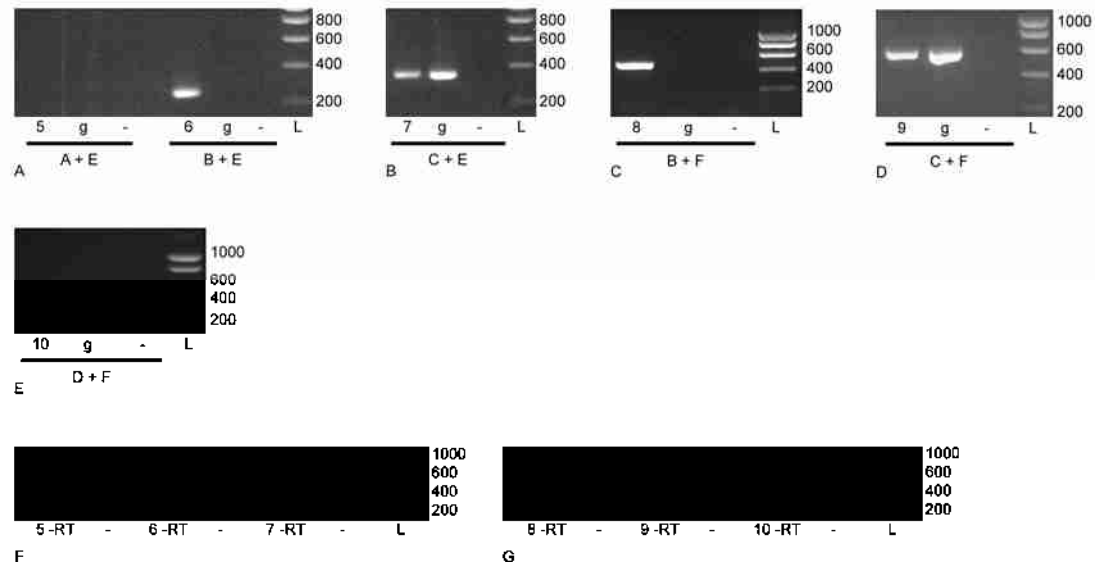 800
600
400
200
5 g - 6 g - L
A + E B + E
A
600
400
200
7 g - L
C + E
B
1000
600
400
200
8 g - L
B + F
C
1000
600
400
200
9 g - L
C + F
D
1000
600
400
200
10 g - L
D + F
E
1000
600
400
200
5 -RT - 6 -RT - 7 -RT - L
F
1000
600
400
200
8 -RT - 9 -RT - 10 -RT - L
G